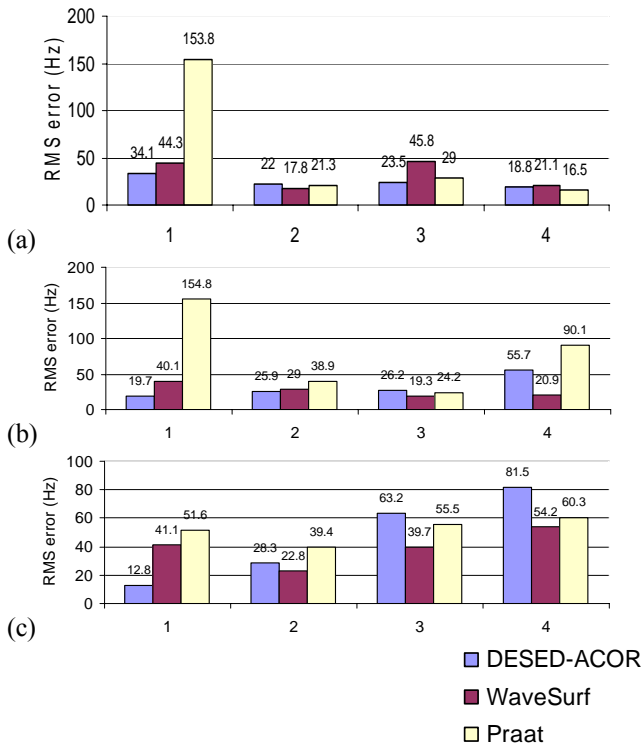 RMS error (Hz)
200
150
100
50
0
34.1 44.3 153.8
22 17.8 21.3
23.5 45.8 29
18.8 21.1 16.5
1 2 3 4
(a)
RMS error (Hz)
200
150
100
50
0
19.7 40.1 154.8
25.9 29 38.9
26.2 19.3 24.2
55.7 20.9 90.1
1 2 3 4
(b)
RMS error (Hz)
100
80
60
40
20
0
12.8 41.1 51.6
28.3 22.8 39.4
63.2 39.7 55.5
81.5 54.2 60.3
1 2 3 4
(c)
DESED-ACOR
WaveSurf
Praat